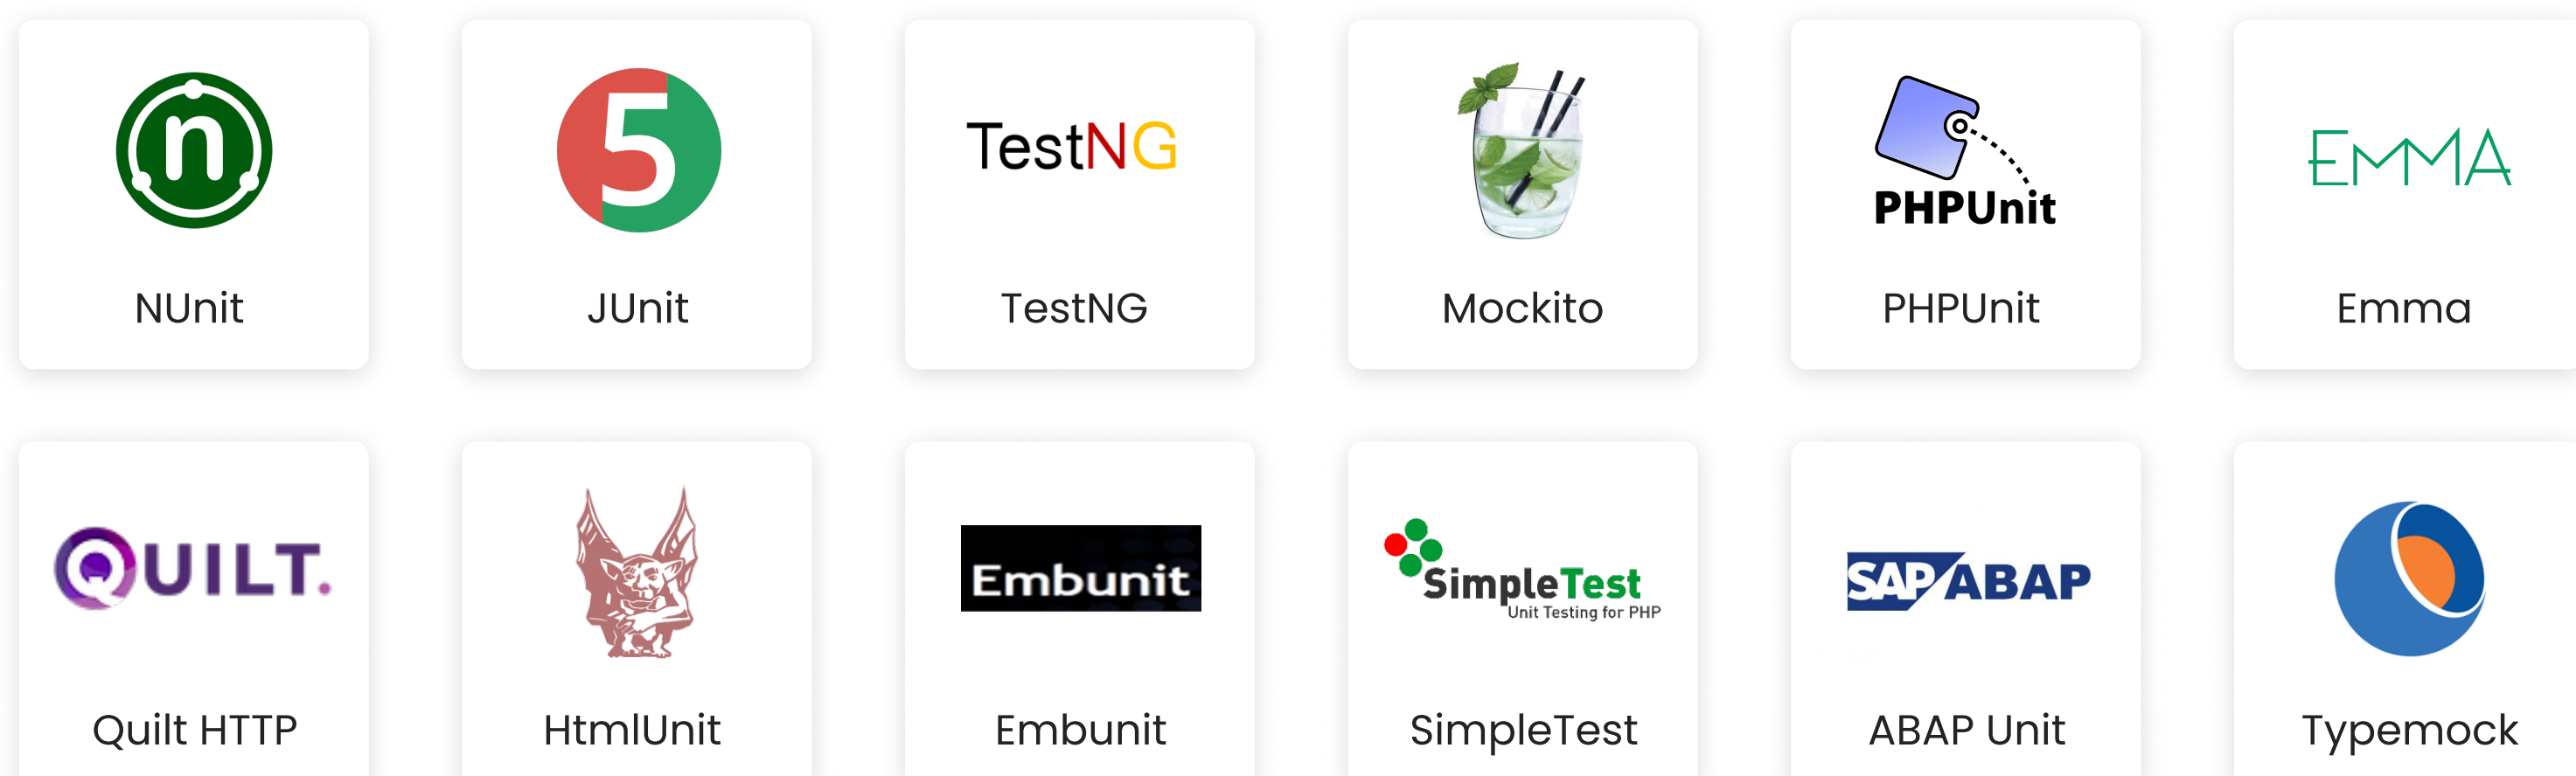 n
5
TestNG
PHPUnit
EMMA
NUnit
JUnit
TestNG
Mockito
PHPUnit
Emma
QUILT.
Embunit
SimpleTest
Unit Testing for PHP
SAP ABAP
Quilt HTTP
HtmlUnit
Embunit
SimpleTest
ABAP Unit
Typemock